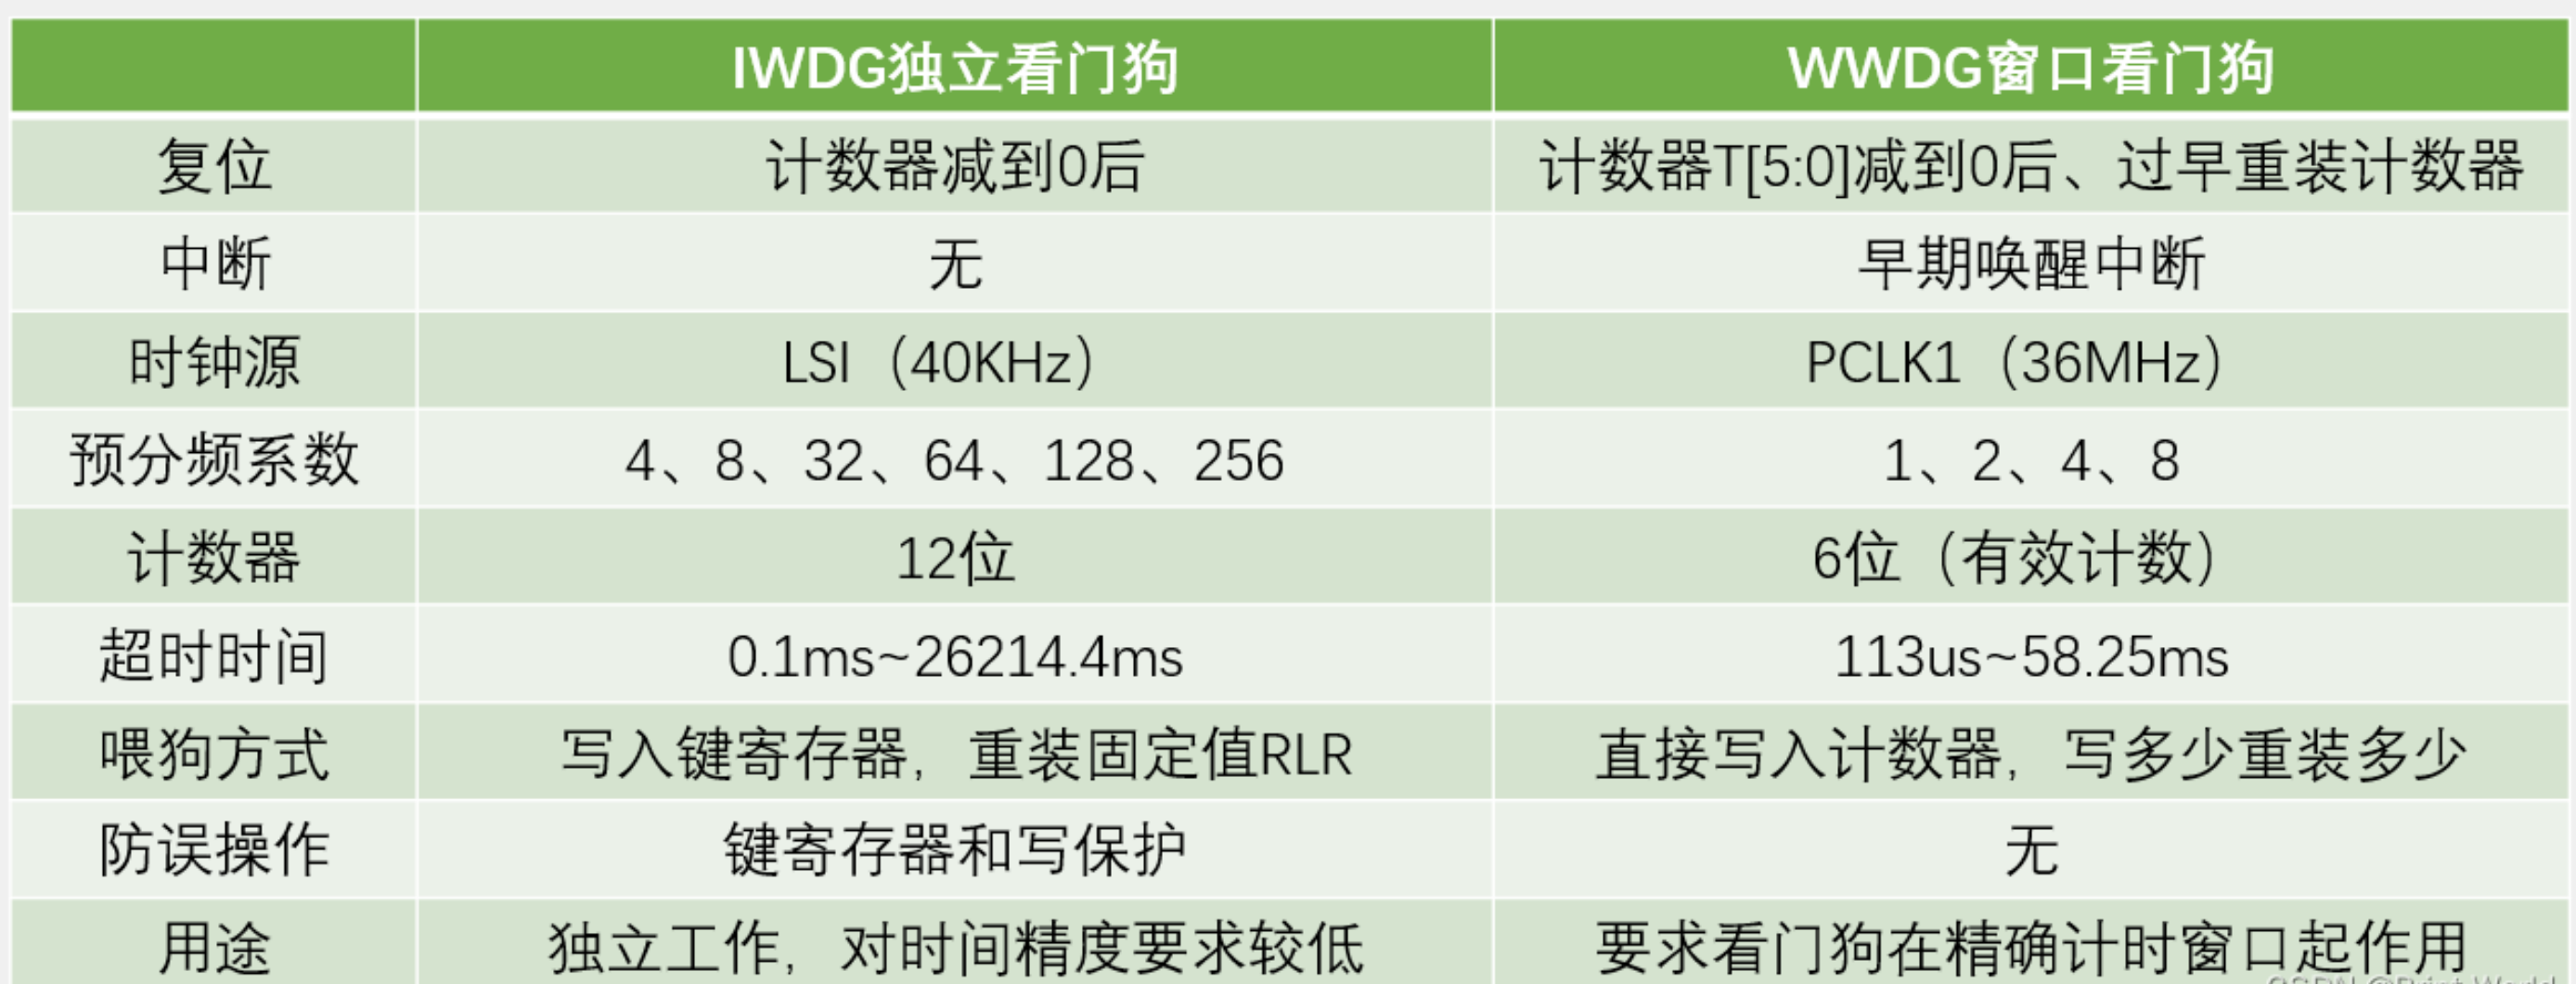 IWDG独立看门狗 WWDG窗口看门狗
复位 计数器减到0后 计数器T[5:0]减到0后、过早重装计数器
中断 无 早期唤醒中断
时钟源 LSI（40KHz） PCLK1（36MHz）
预分频系数 4、8、32、64、128、256 1、2、4、8
计数器 12位 6位（有效计数）
超时时间 0.1ms~26214.4ms 113us~58.25ms
喂狗方式 写入键寄存器，重装固定值RLR 直接写入计数器，写多少重装多少
防误操作 键寄存器和写保护 无
用途 独立工作，对时间精度要求较低 要求看门狗在精确计时窗口起作用